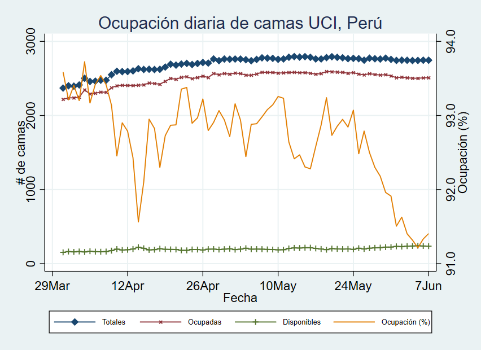 Ocupación diaria de camas UCI, Perú
# de camas
3000
2000
1000
0
Ocupación (%)
94.0
93.0
92.0
91.0
29Mar 12Apr 26Apr 10May 24May 7Jun
Fecha
Totales Ocupadas Disponibles Ocupación (%)